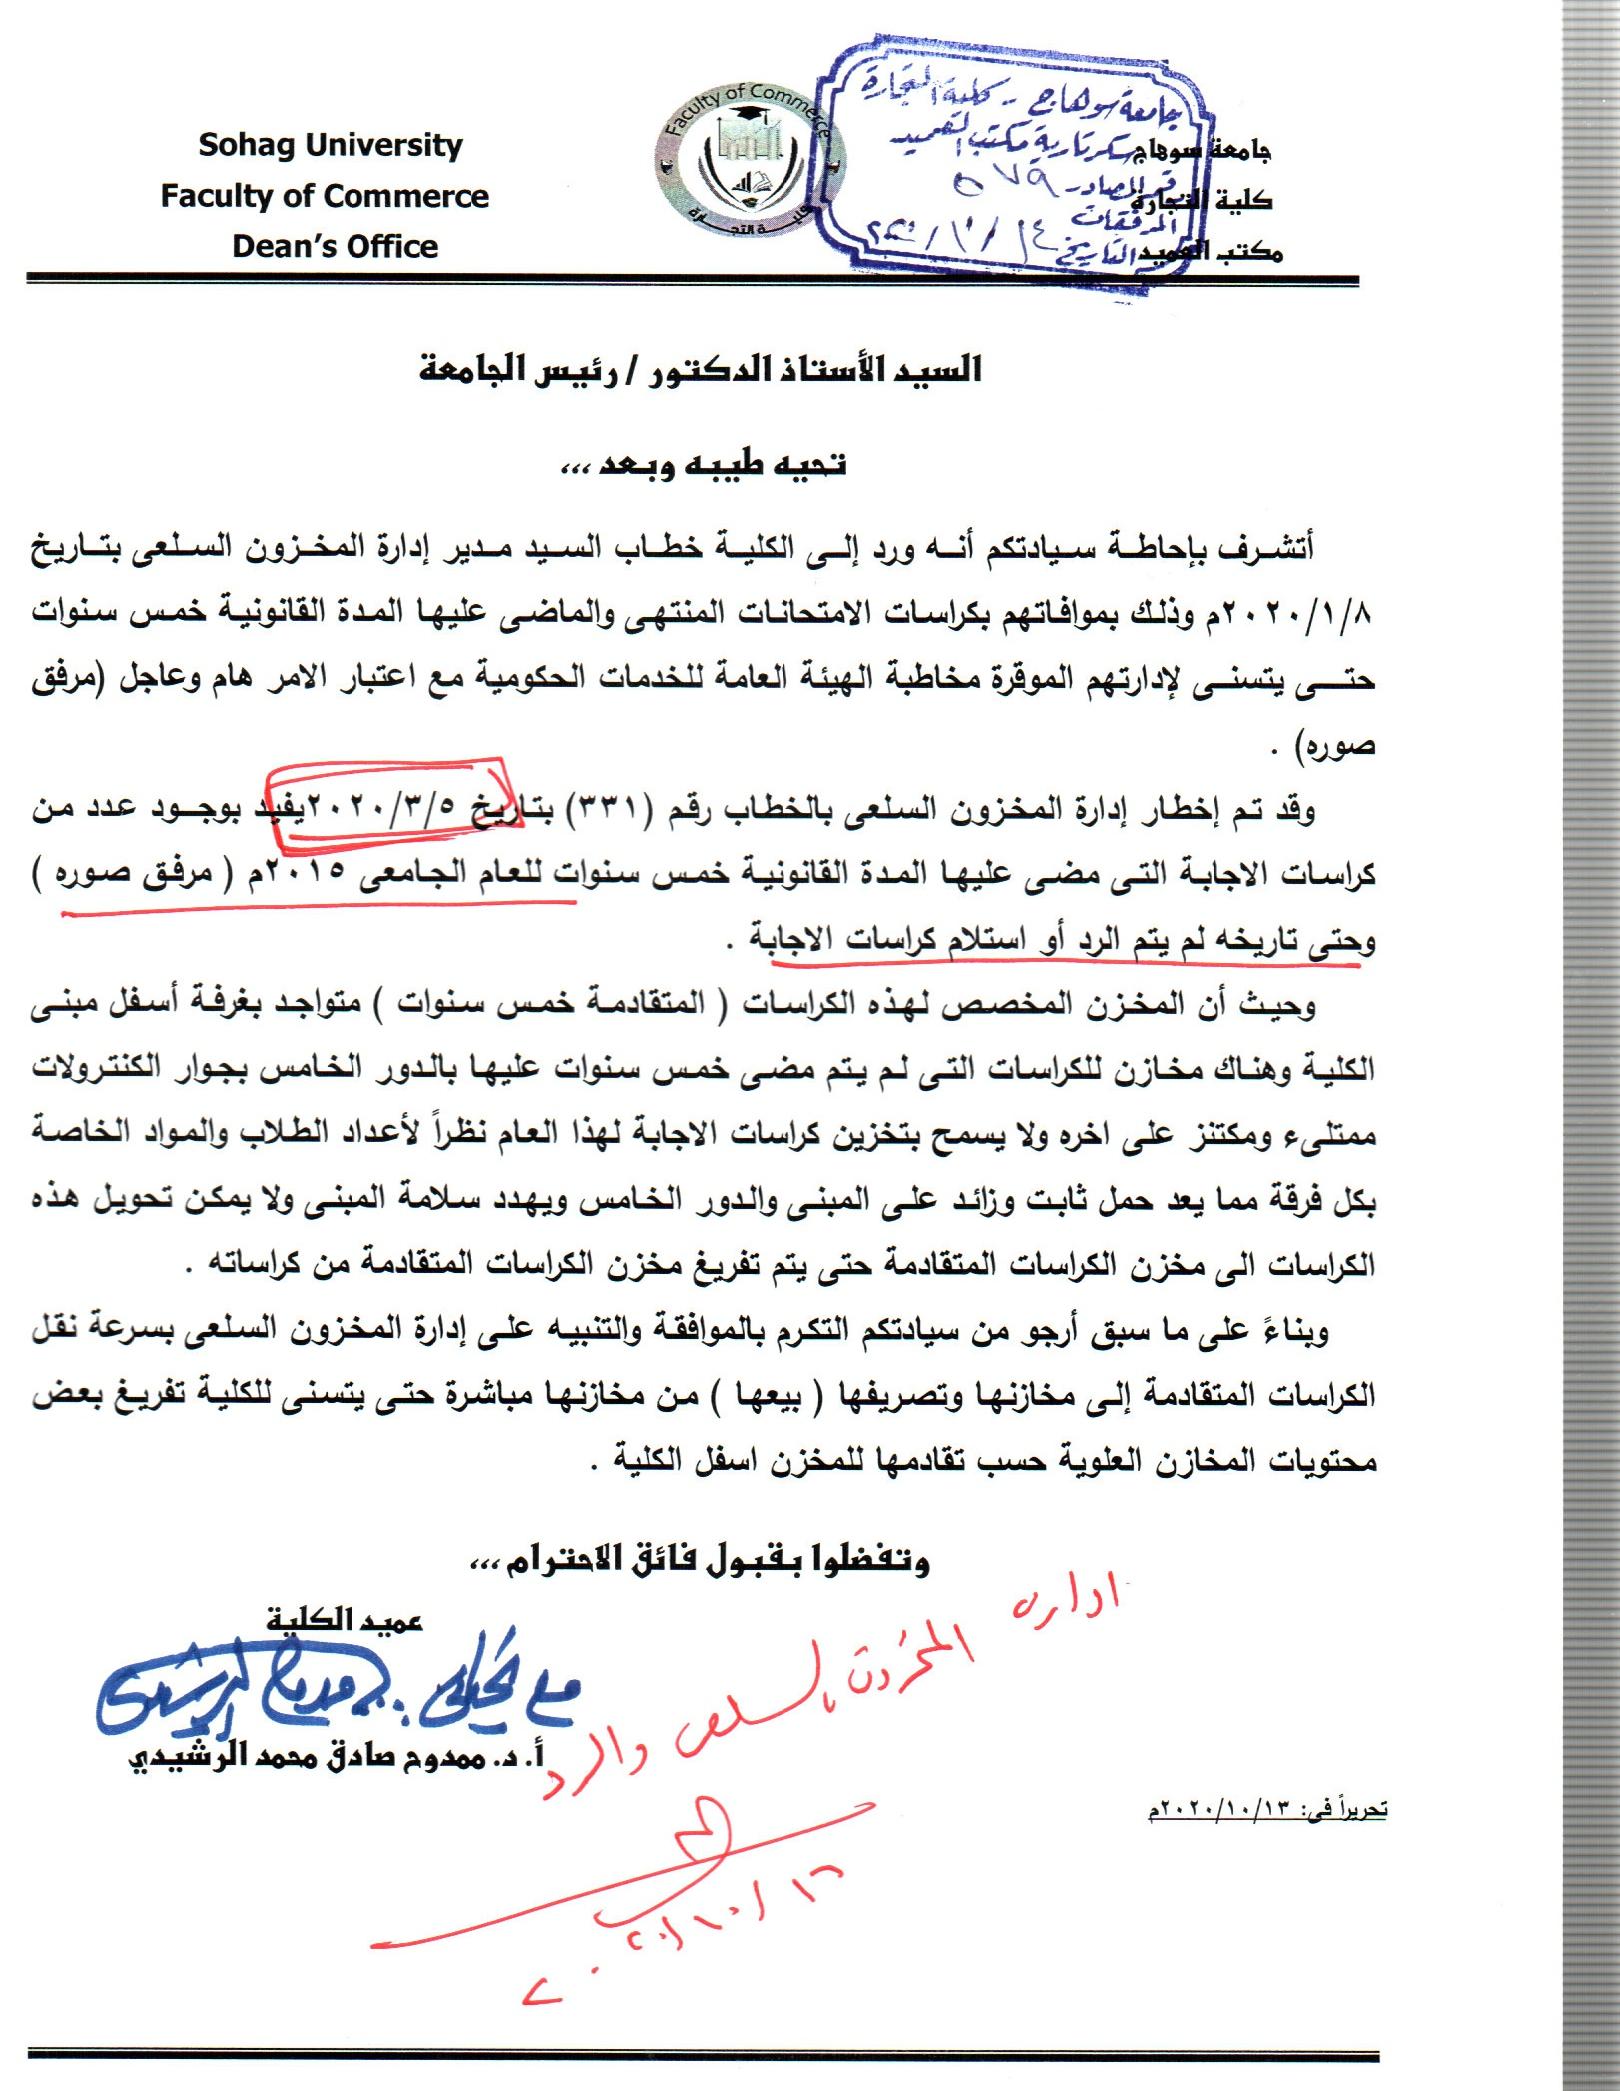 Sohag University
Faculty of Commerce
Dean's Office
Faculty of Commerce
كلية التجارة
جامعة سوهاج
كلية التجارة
مكتب العميد
جامعة سوهاج - كلية التجارة
سكرتارية مكتب العميد
رقم الصادر ٥٧٩
المرفقات
التاريخ ١٤/١٠/
السيد الأستاذ الدكتور / رئيس الجامعة
تحيه طيبه وبعد ،،،
أتشرف بإحاطة سيادتكم أنه ورد إلى الكلية خطاب السيد مدير إدارة المخزون السلعى بتاريخ
٢٠٢٠/١/٨م وذلك بموافاتهم بكراسات الامتحانات المنتهى والماضى عليها المدة القانونية خمس سنوات
حتى يتسنى لإدارتهم الموقرة مخاطبة الهيئة العامة للخدمات الحكومية مع اعتبار الامر هام وعاجل (مرفق
صوره) .
وقد تم إخطار إدارة المخزون السلعى بالخطاب رقم (٣٣١) بتاريخ ٢٠٢٠/٣/٥يفيد بوجود عدد من
كراسات الاجابة التى مضى عليها المدة القانونية خمس سنوات للعام الجامعى ٢٠١٥م ( مرفق صوره )
وحتى تاريخه لم يتم الرد أو استلام كراسات الاجابة .
وحيث أن المخزن المخصص لهذه الكراسات ( المتقادمة خمس سنوات ) متواجد بغرفة أسفل مبنى
الكلية وهناك مخازن للكراسات التى لم يتم مضى خمس سنوات عليها بالدور الخامس بجوار الكنترولات
ممتلىء ومكتنز على اخره ولا يسمح بتخزين كراسات الاجابة لهذا العام نظراً لأعداد الطلاب والمواد الخاصة
بكل فرقة مما يعد حمل ثابت وزائد على المبنى والدور الخامس ويهدد سلامة المبنى ولا يمكن تحويل هذه
الكراسات الى مخزن الكراسات المتقادمة حتى يتم تفريغ مخزن الكراسات المتقادمة من كراساته .
وبناءً على ما سبق أرجو من سيادتكم التكرم بالموافقة والتنبيه على إدارة المخزون السلعى بسرعة نقل
الكراسات المتقادمة إلى مخازنها وتصريفها ( بيعها ) من مخازنها مباشرة حتى يتسنى للكلية تفريغ بعض
محتويات المخازن العلوية حسب تقادمها للمخزن اسفل الكلية .
وتفضلوا بقبول فائق الاحترام ،،،
عميد الكلية
أ. د. ممدوح صادق محمد الرشيدي
اداره المخزون السلعى والرد
تحريراً فى: ٢٠٢٠/١٠/١٣م